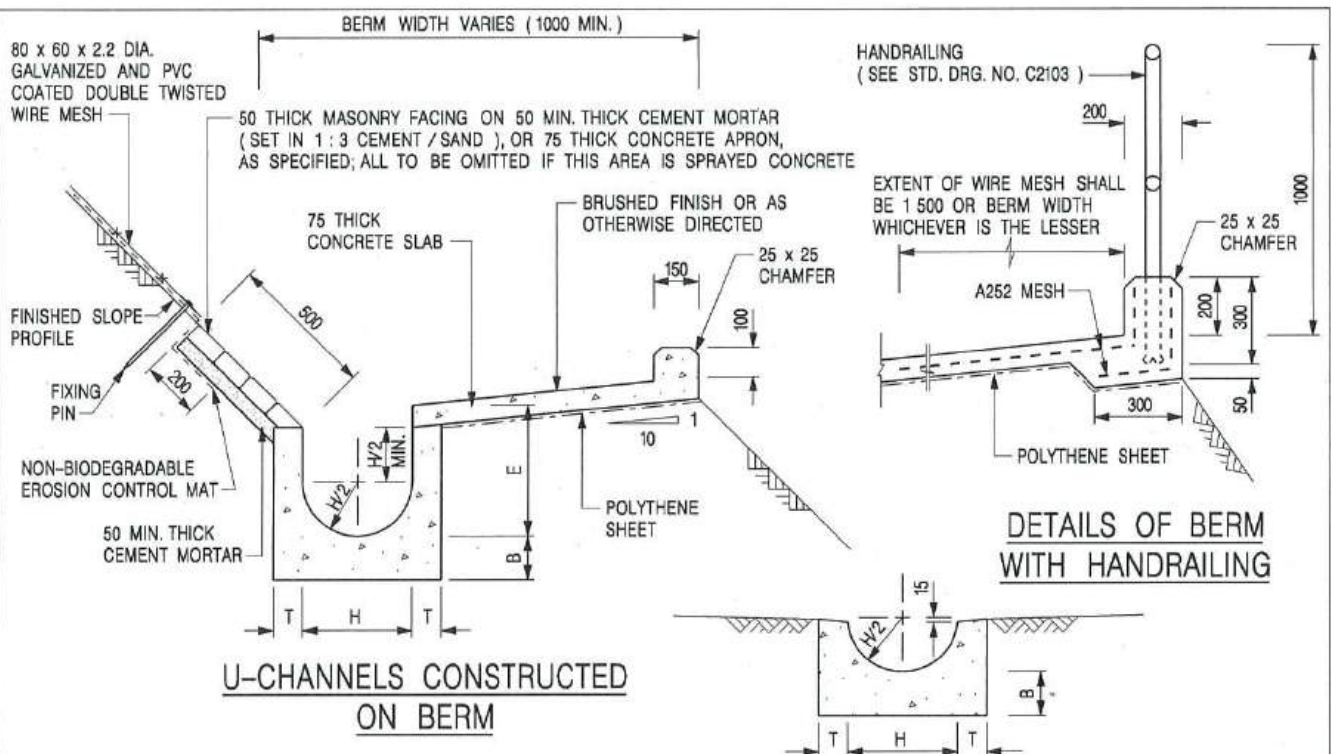 BERM WIDTH VARIES (1000 MIN.)
80 x 60 x 2.2 DIA.
GALVANIZED AND PVC
COATED DOUBLE TWISTED
WIRE MESH
50 THICK MASONRY FACING ON 50 MIN. THICK CEMENT MORTAR
( SET IN 1 : 3 CEMENT / SAND ), OR 75 THICK CONCRETE APRON,
AS SPECIFIED; ALL TO BE OMITTED IF THIS AREA IS SPRAYED CONCRETE
75 THICK
CONCRETE SLAB
BRUSHED FINISH OR AS
OTHERWISE DIRECTED
25 x 25
CHAMFER
150
100
500
FINISHED SLOPE
PROFILE
FIXING
PIN
200
NON-BIODEGRADABLE
EROSION CONTROL MAT
50 MIN. THICK
CEMENT MORTAR
H/2
MIN.
H/2
E
B
10
1
POLYTHENE
SHEET
T
H
T
U-CHANNELS CONSTRUCTED
ON BERM
HANDRAILING
( SEE STD. DRG. NO. C2103 )
200
1000
EXTENT OF WIRE MESH SHALL
BE 1 500 OR BERM WIDTH
WHICHEVER IS THE LESSER
25 x 25
CHAMFER
A252 MESH
200
300
50
300
POLYTHENE SHEET
DETAILS OF BERM
WITH HANDRAILING
15
H/2
B
T
H
T